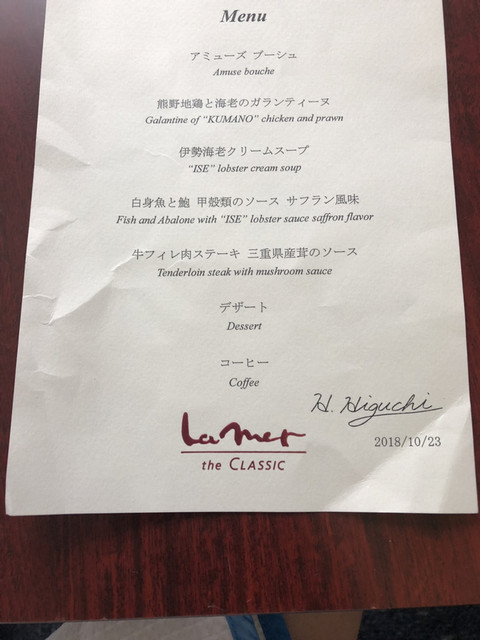 Menu
アミューズ ブーシュ
Amuse bouche
熊野地鶏と海老のガランティーヌ
Galantine of "KUMANO" chicken and prawn
伊勢海老クリームスープ
"ISE" lobster cream soup
白身魚と鮑 甲殻類のソース サフラン風味
Fish and Abalone with "ISE" lobster sauce saffron flavor
牛フィレ肉ステーキ 三重県産茸のソース
Tenderloin steak with mushroom sauce
デザート
Dessert
コーヒー
Coffee
H. Higuchi
La mer
the CLASSIC
2018/10/23